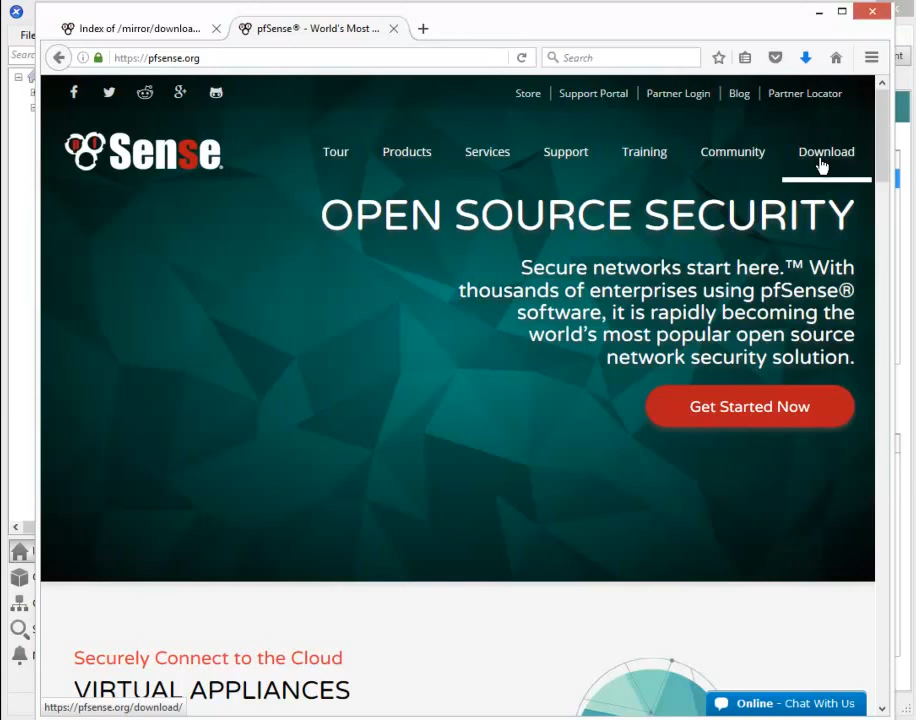 File
Index of /mirror/downloa...
pfSense® - World's Most ...
https://pfsense.org
Search
Sear
Store
Support Portal
Partner Login
Blog
Partner Locator
Sense
Tour
Products
Services
Support
Training
Community
Download
OPEN SOURCE SECURITY
Secure networks start here.™ With
thousands of enterprises using pfSense®
software, it is rapidly becoming the
world's most popular open source
network security solution.
Get Started Now
Securely Connect to the Cloud
VIRTUAL APPLIANCES
https://pfsense.org/download/
Online - Chat With Us